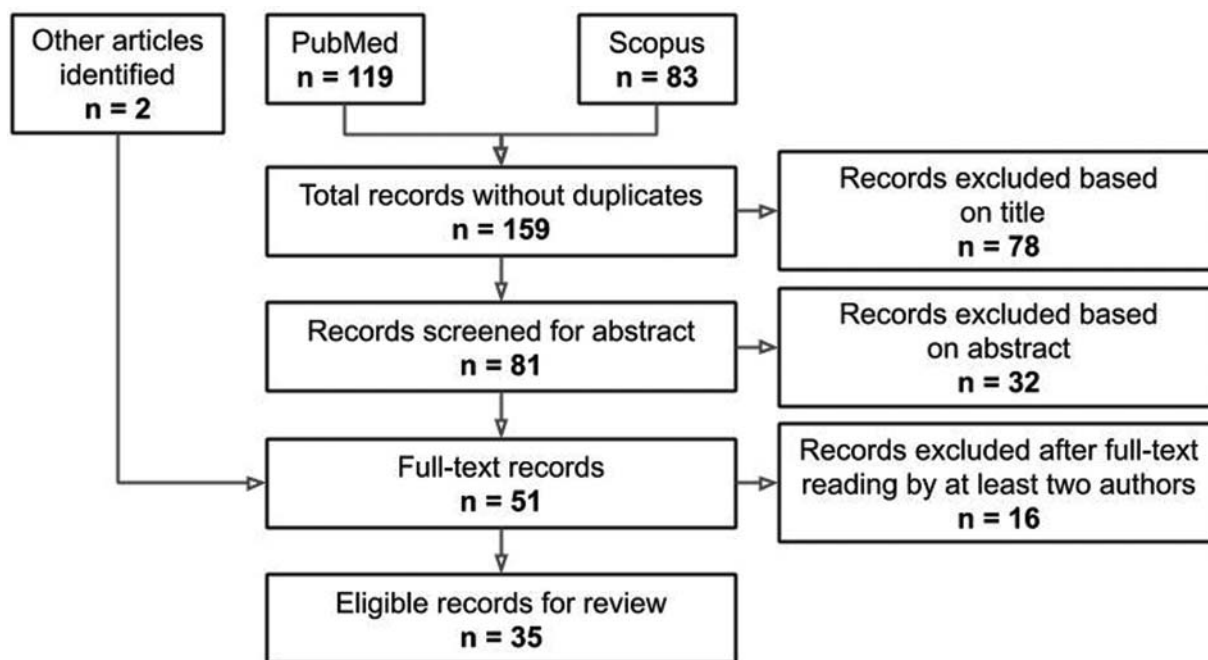 Other articles
identified
n = 2
PubMed
n = 119
Scopus
n = 83
Total records without duplicates
n = 159
Records excluded based
on title
n = 78
Records screened for abstract
n = 81
Records excluded based
on abstract
n = 32
Full-text records
n = 51
Records excluded after full-text
reading by at least two authors
n = 16
Eligible records for review
n = 35